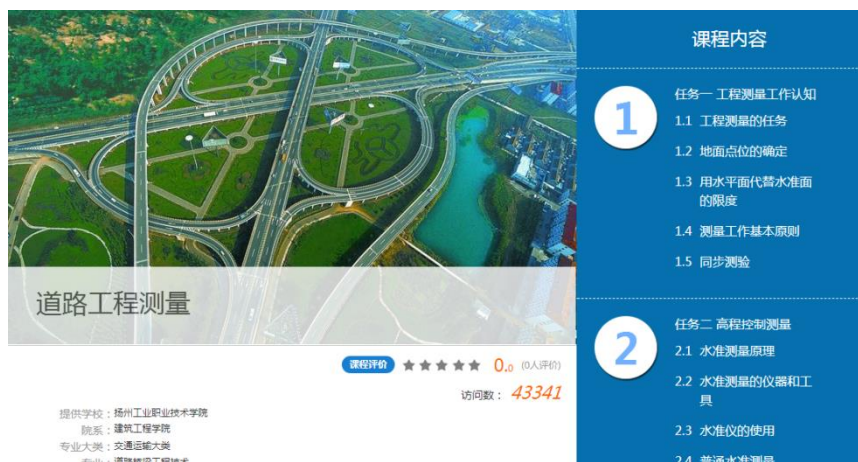 道路工程测量
课程评价 0.0 (0人评价)
访问数： 43341
提供学校：扬州工业职业技术学院
院系：建筑工程学院
专业大类：交通运输大类
课程内容
1
任务一 工程测量工作认知
1.1 工程测量的任务
1.2 地面点位的确定
1.3 用水平面代替水准面
的限度
1.4 测量工作基本原则
1.5 同步测验
2
任务二 高程控制测量
2.1 水准测量原理
2.2 水准测量的仪器和工
具
2.3 水准仪的使用
2.4 普通水准测量